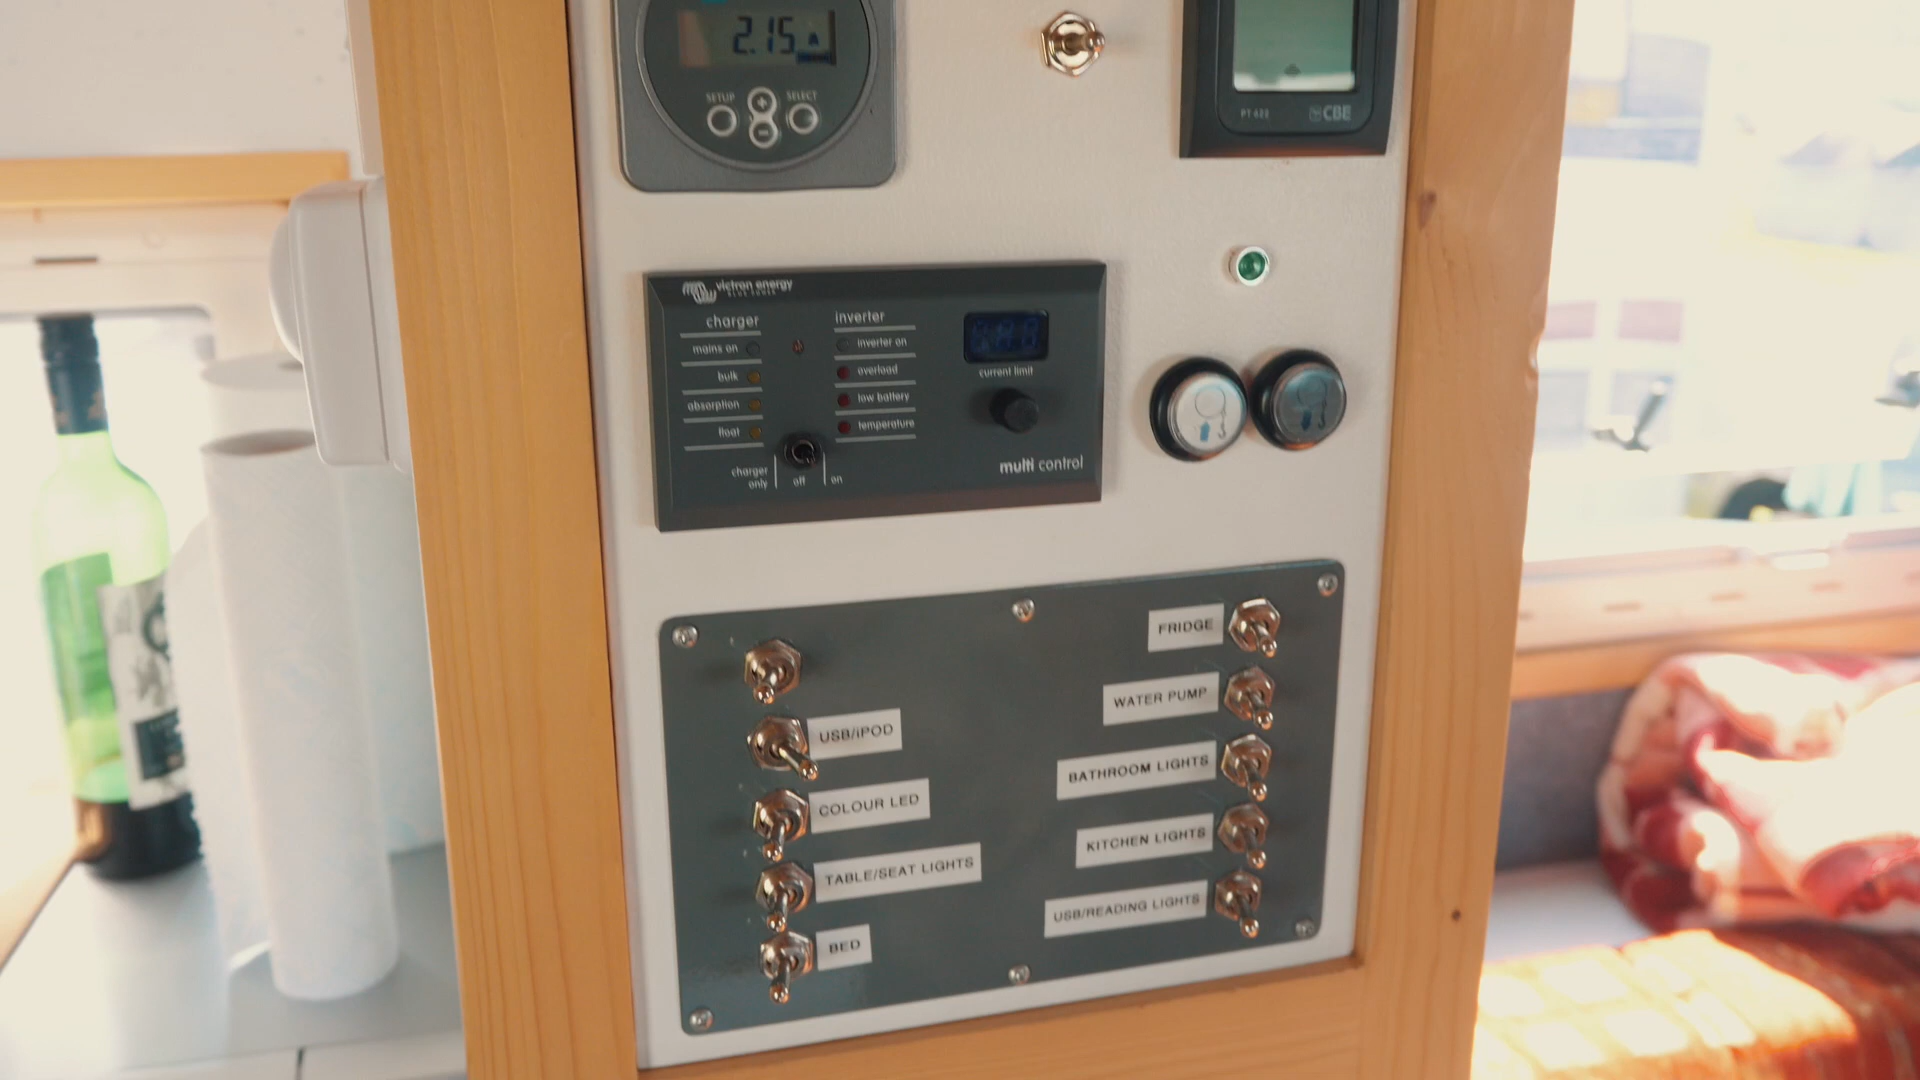 2.15 A
SETUP
SELECT
CBE
victron energy
BLUE POWER
charger
mains on
bulk
absorption
float
charger only
off
on
inverter
inverter on
overload
low battery
temperature
current limit
multi control
USB/iPOD
COLOUR LED
TABLE/SEAT LIGHTS
BED
FRIDGE
WATER PUMP
BATHROOM LIGHTS
KITCHEN LIGHTS
USB/READING LIGHTS